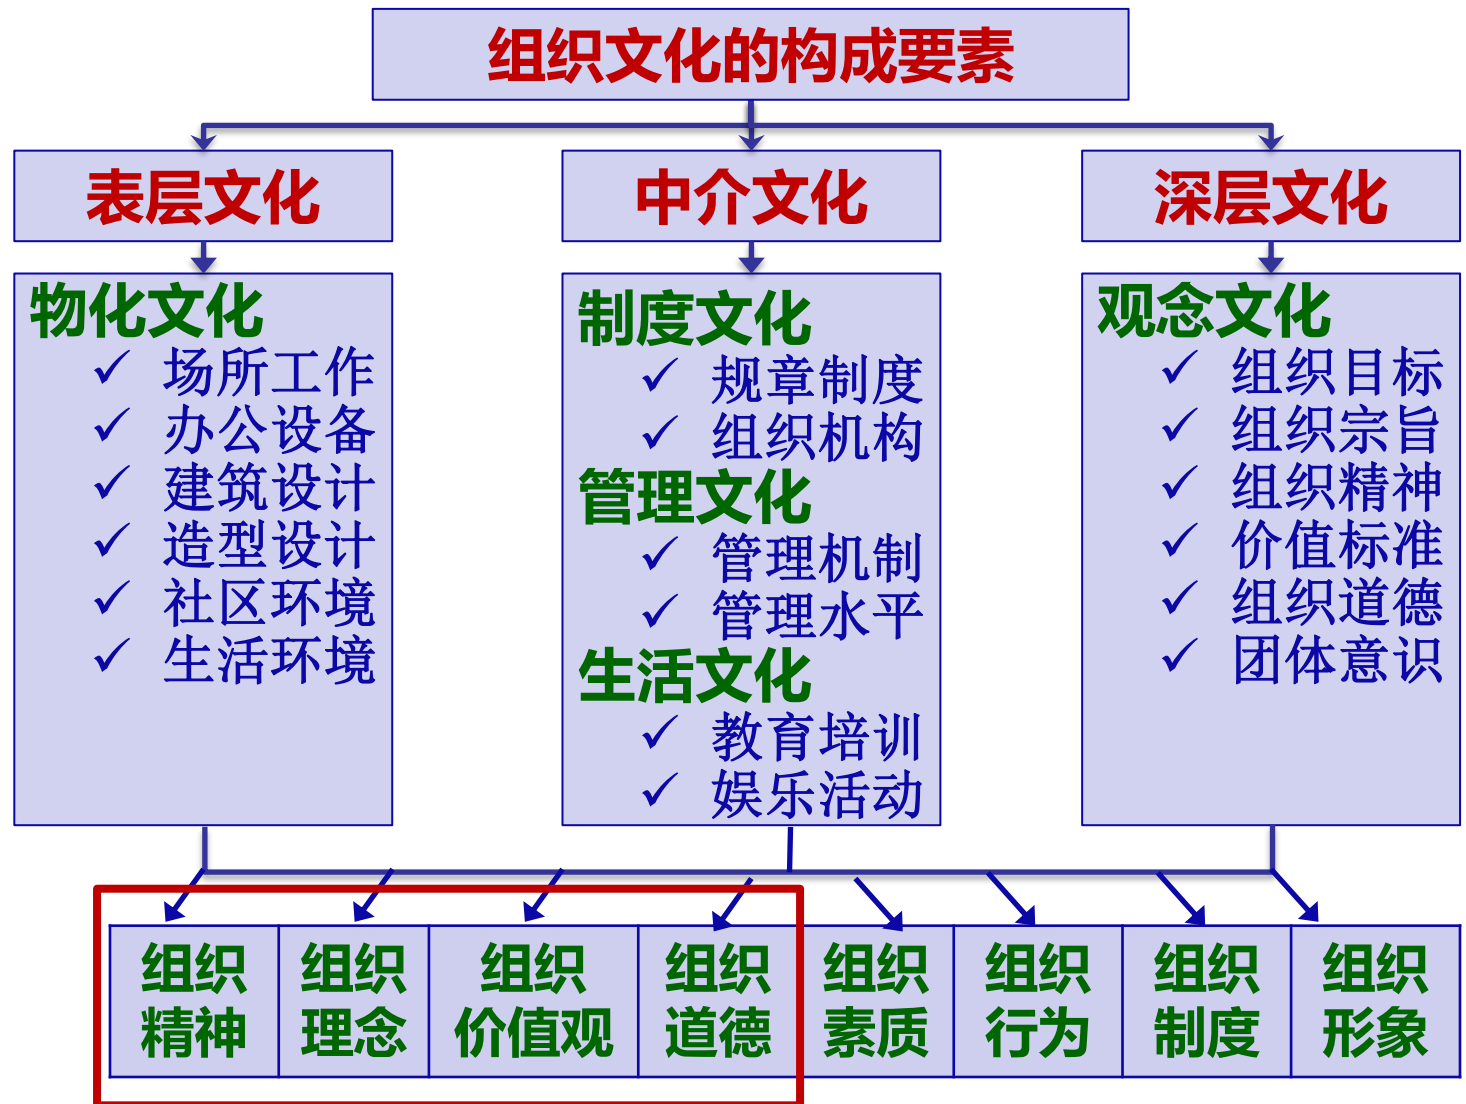 组织文化的构成要素
表层文化
中介文化
深层文化
物化文化
✓ 场所工作
✓ 办公设备
✓ 建筑设计
✓ 造型设计
✓ 社区环境
✓ 生活环境
制度文化
✓ 规章制度
✓ 组织机构
管理文化
✓ 管理机制
✓ 管理水平
生活文化
✓ 教育培训
✓ 娱乐活动
观念文化
✓ 组织目标
✓ 组织宗旨
✓ 组织精神
✓ 价值标准
✓ 组织道德
✓ 团体意识
组织
精神
组织
理念
组织
价值观
组织
道德
组织
素质
组织
行为
组织
制度
组织
形象